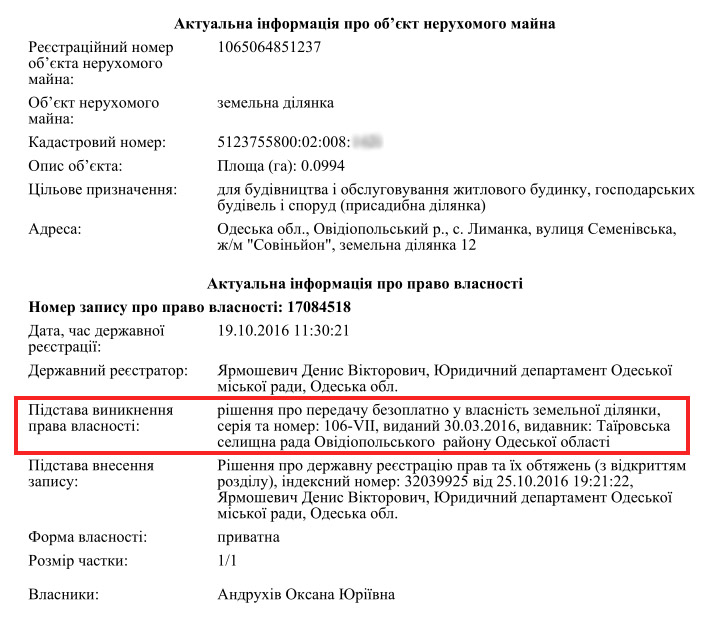 Актуальна інформація про об’єкт нерухомого майна
Реєстраційний номер об’єкта нерухомого майна: 1065064851237
Об’єкт нерухомого майна: земельна ділянка
Кадастровий номер: 5123755800:02:008:
Опис об’єкта: Площа (га): 0.0994
Цільове призначення: для будівництва і обслуговування житлового будинку, господарських
будівель і споруд (присадибна ділянка)
Адреса: Одеська обл., Овідіопольський р., с. Лиманка, вулиця Семенівська,
ж/м "Совіньйон", земельна ділянка 12
Актуальна інформація про право власності
Номер запису про право власності: 17084518
Дата, час державної реєстрації: 19.10.2016 11:30:21
Державний реєстратор: Ярмошевич Денис Вікторович, Юридичний департамент Одеської
міської ради, Одеська обл.
Підстава виникнення права власності: рішення про передачу безоплатно у власність земельної ділянки,
серія та номер: 106-VII, виданий 30.03.2016, видавник: Таїровська
селищна рада Овідіопольського району Одеської області
Підстава внесення запису: Рішення про державну реєстрацію прав та їх обтяжень (з відкриттям
розділу), індексний номер: 32039925 від 25.10.2016 19:21:22,
Ярмошевич Денис Вікторович, Юридичний департамент Одеської
міської ради, Одеська обл.
Форма власності: приватна
Розмір частки: 1/1
Власники: Андрухів Оксана Юріївна